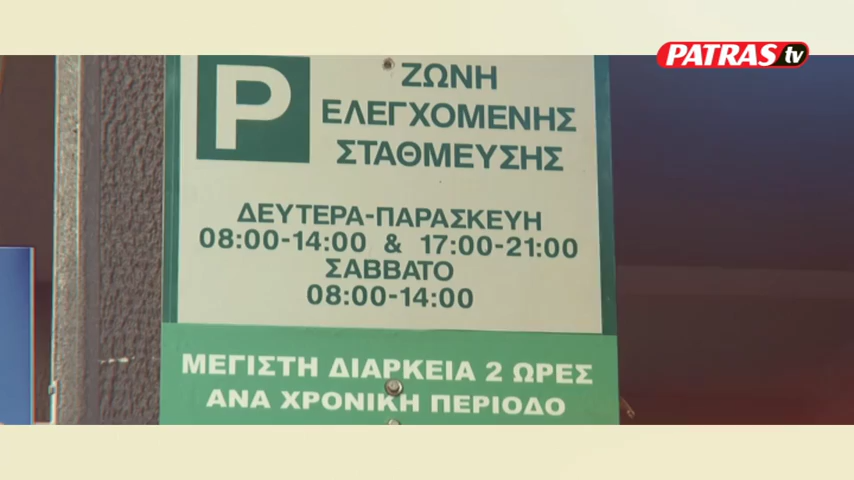 PATRAS tv
P
ΖΩΝΗ
ΕΛΕΓΧΟΜΕΝΗΣ
ΣΤΑΘΜΕΥΣΗΣ
ΔΕΥΤΕΡΑ-ΠΑΡΑΣΚΕΥΗ
08:00-14:00 & 17:00-21:00
ΣΑΒΒΑΤΟ
08:00-14:00
ΜΕΓΙΣΤΗ ΔΙΑΡΚΕΙΑ 2 ΩΡΕΣ
ΑΝΑ ΧΡΟΝΙΚΗ ΠΕΡΙΟΔΟ